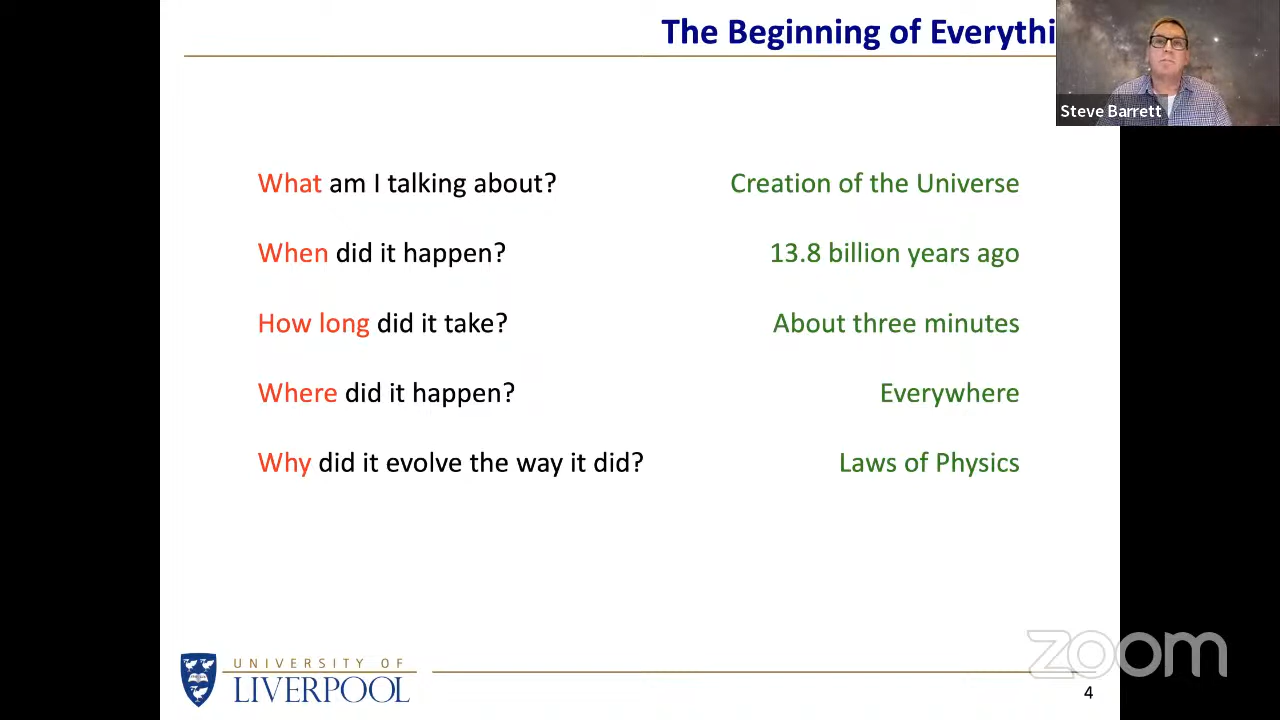 The Beginning of Everythi
Steve Barrett
What am I talking about? Creation of the Universe
When did it happen? 13.8 billion years ago
How long did it take? About three minutes
Where did it happen? Everywhere
Why did it evolve the way it did? Laws of Physics
zoom
UNIVERSITY OF
LIVERPOOL
4